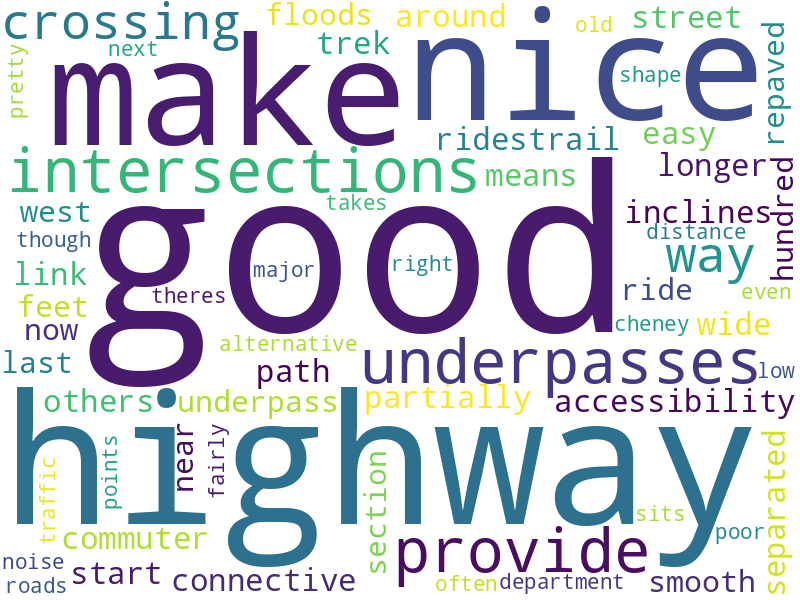 crossing
floods
around
old
street
pretty
next
trek
make
nice
shape
repaved
ridestrail
easy
intersections
means
longer
hundred
west
takes
inclines
though
good
distance
way
major
right
link
theres
ride
even
feet
now
alternative
cheney
wide
last
path
underpasses
low
others
underpass
partially
accessibility
highway
near
fairly
points
traffic
section
separated
sits
commuter
provide
poor
noise
roads
start
connective
often
department
smooth